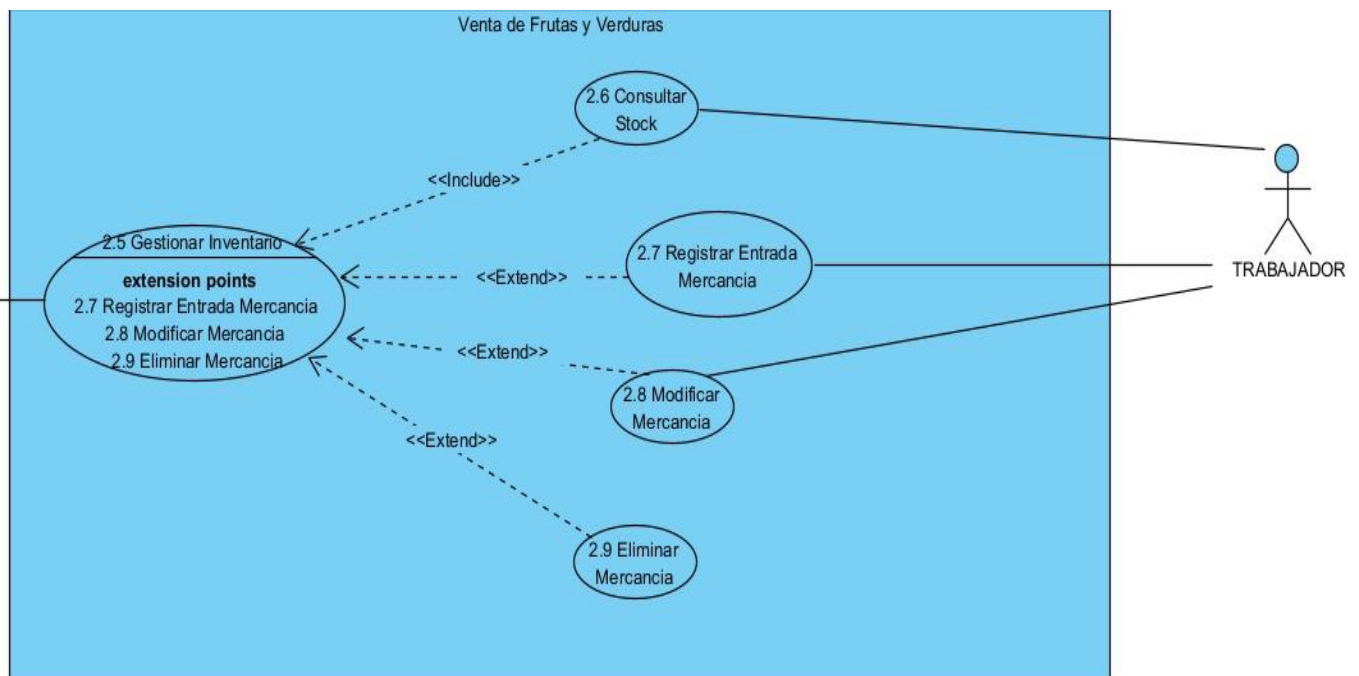 Venta de Frutas y Verduras
2.6 Consultar
Stock
<<Include>>
2.5 Gestionar Inventario
extension points
2.7 Registrar Entrada Mercancia
2.8 Modificar Mercancia
2.9 Eliminar Mercancia
<<Extend>>
2.7 Registrar Entrada
Mercancia
TRABAJADOR
<<Extend>>
2.8 Modificar
Mercancia
<<Extend>>
2.9 Eliminar
Mercancia